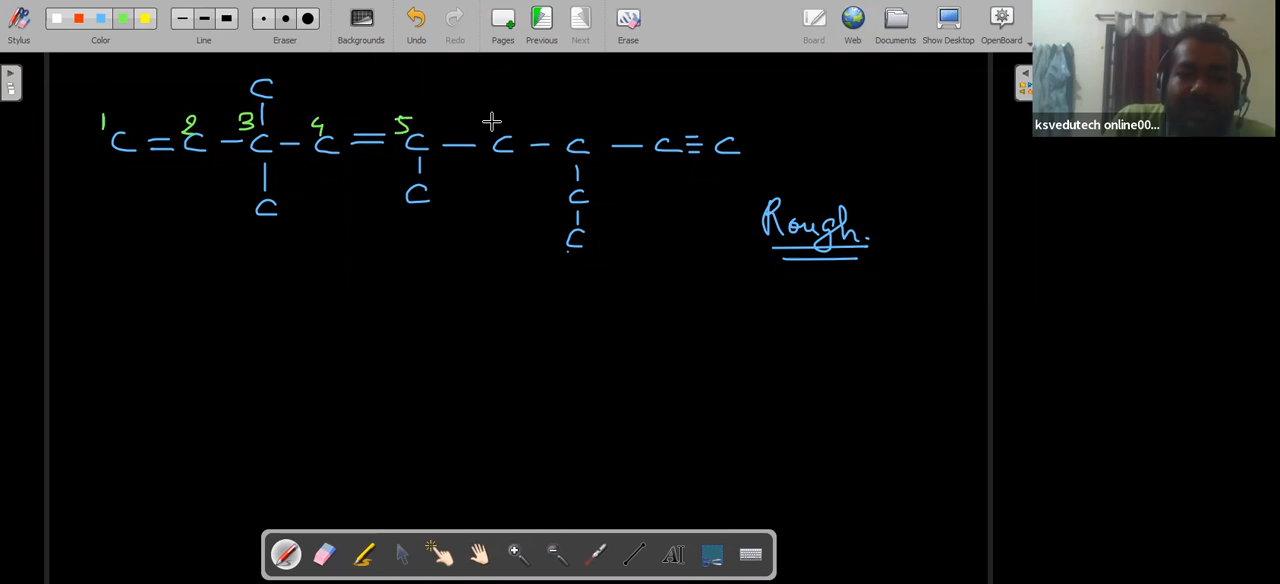 Stylus Color Line Eraser Backgrounds Undo Redo Pages Previous Next Erase Board Web Documents Show Desktop OpenBoard
ksvedutech online00...
C
1 2 3 4 5
C = C - C - C = C - C - C - C ≡ C
C C C
C
Rough.
AI